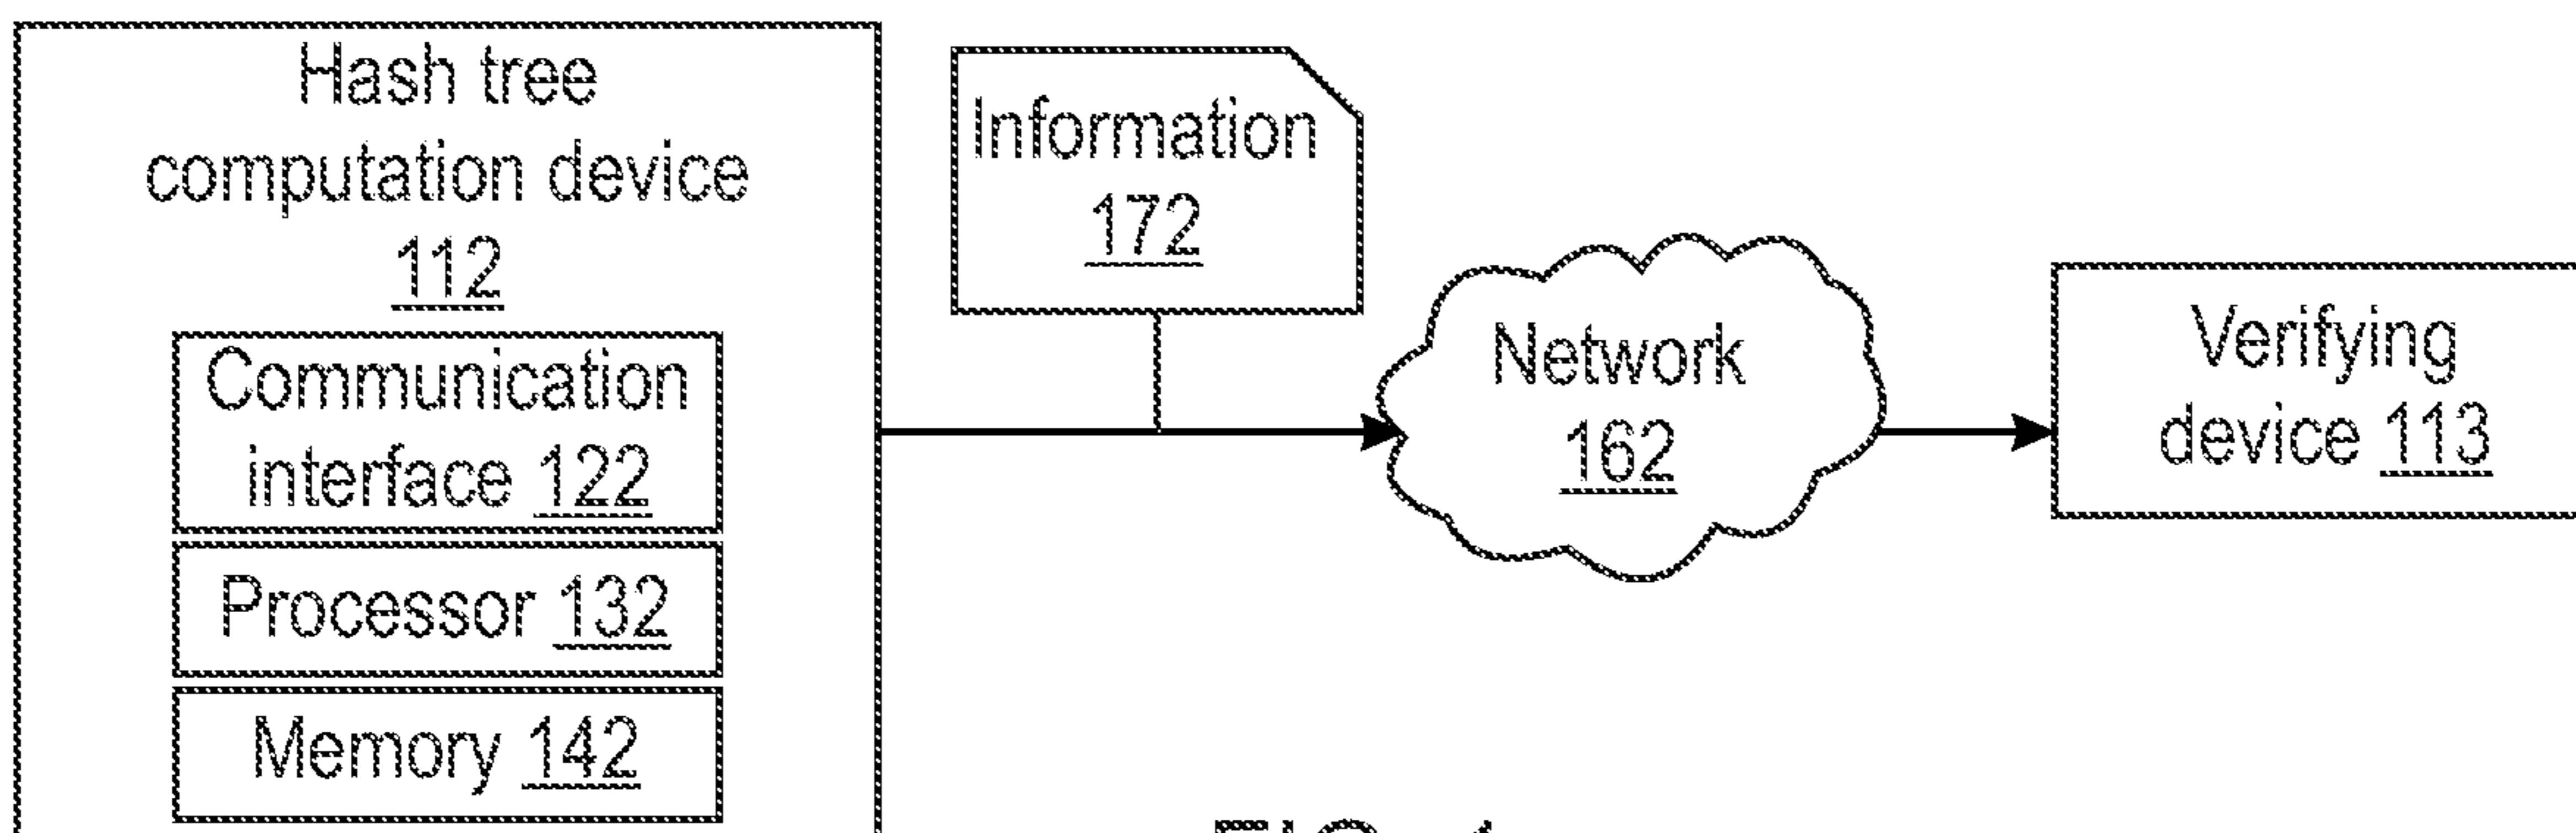 Hash tree
computation device
112
Communication
interface 122
Processor 132
Memory 142
Information
172
Network
162
Verifying
device 113